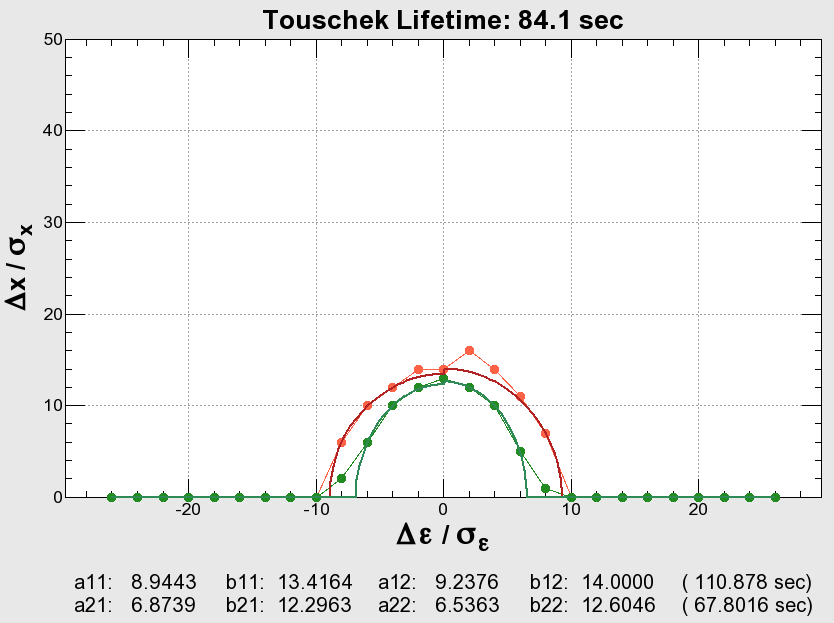 Touschek Lifetime: 84.1 sec
50
40
30
20
10
0
Δx / σx
-20 -10 0 10 20
Δε / σε
a11: 8.9443 b11: 13.4164 a12: 9.2376 b12: 14.0000 ( 110.878 sec)
a21: 6.8739 b21: 12.2963 a22: 6.5363 b22: 12.6046 ( 67.8016 sec)